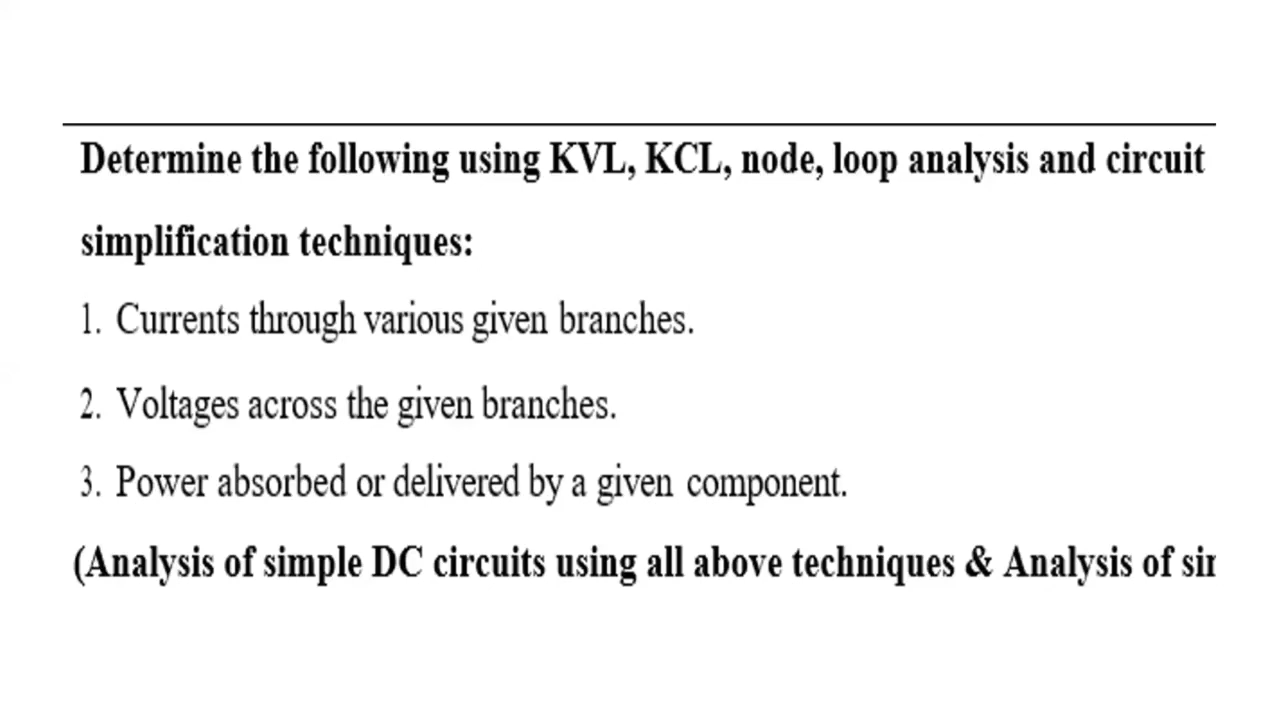 Determine the following using KVL, KCL, node, loop analysis and circuit
simplification techniques:
1. Currents through various given branches.
2. Voltages across the given branches.
3. Power absorbed or delivered by a given component.
(Analysis of simple DC circuits using all above techniques & Analysis of